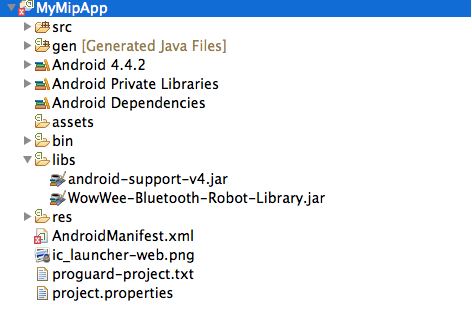 MyMipApp
src
gen [Generated Java Files]
Android 4.4.2
Android Private Libraries
Android Dependencies
assets
bin
libs
android-support-v4.jar
WowWee-Bluetooth-Robot-Library.jar
res
AndroidManifest.xml
ic_launcher-web.png
proguard-project.txt
project.properties